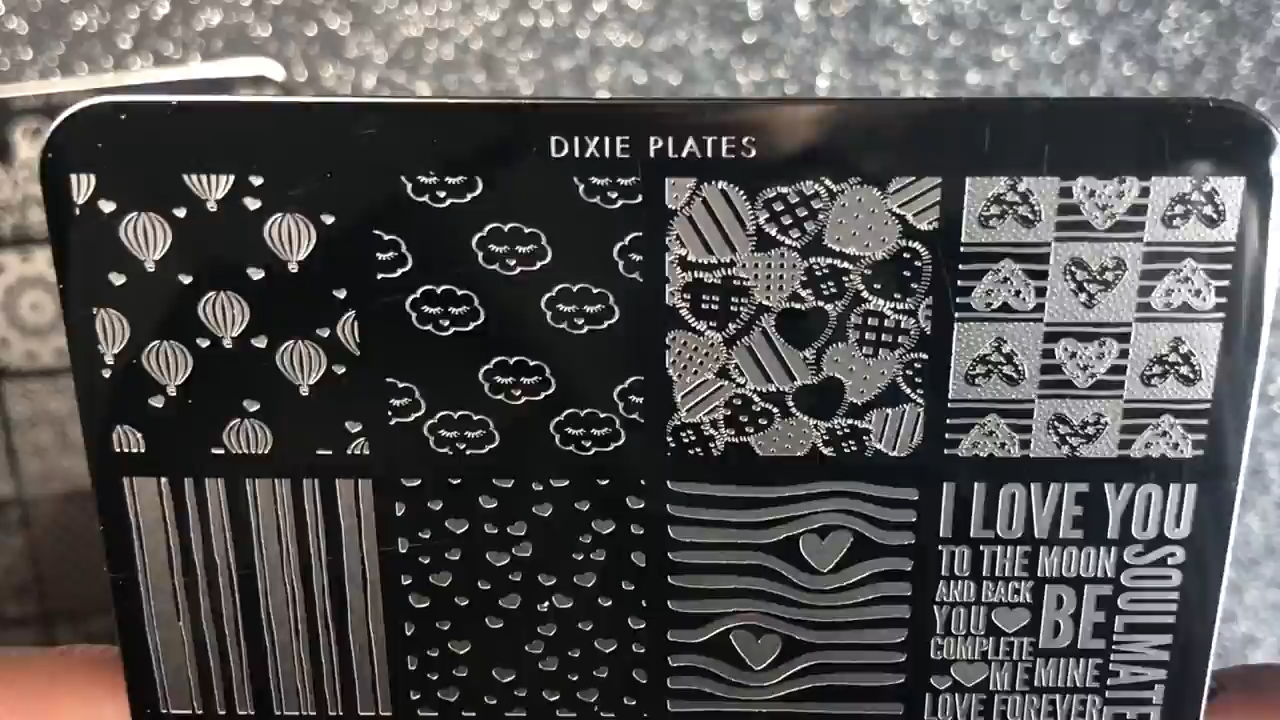 DIXIE PLATES
I LOVE YOU
TO THE MOON
AND BACK
YOU
BE
COMPLETE
ME MINE
LOVE FOREVER
SOULMATE